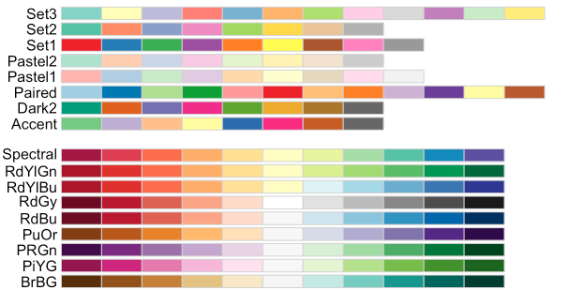 Set3
Set2
Set1
Pastel2
Pastel1
Paired
Dark2
Accent
Spectral
RdYlGn
RdYlBu
RdGy
RdBu
PuOr
PRGn
PiYG
BrBG